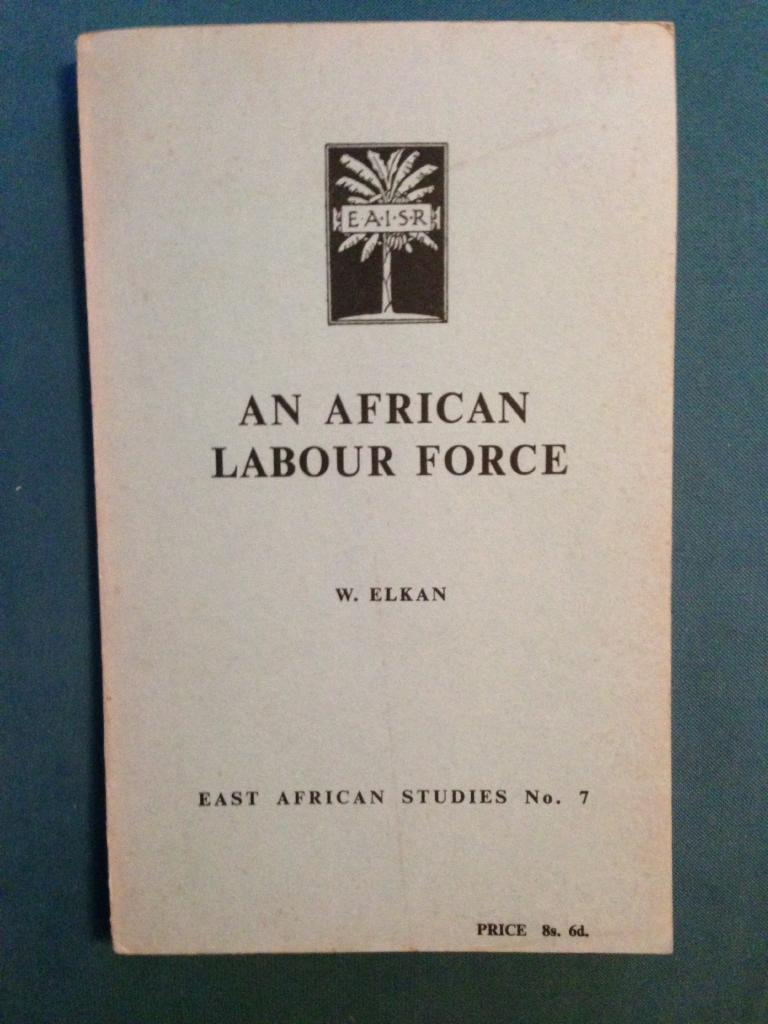 E·A·I·S·R
AN AFRICAN
LABOUR FORCE
W. ELKAN
EAST AFRICAN STUDIES No. 7
PRICE 8s. 6d.